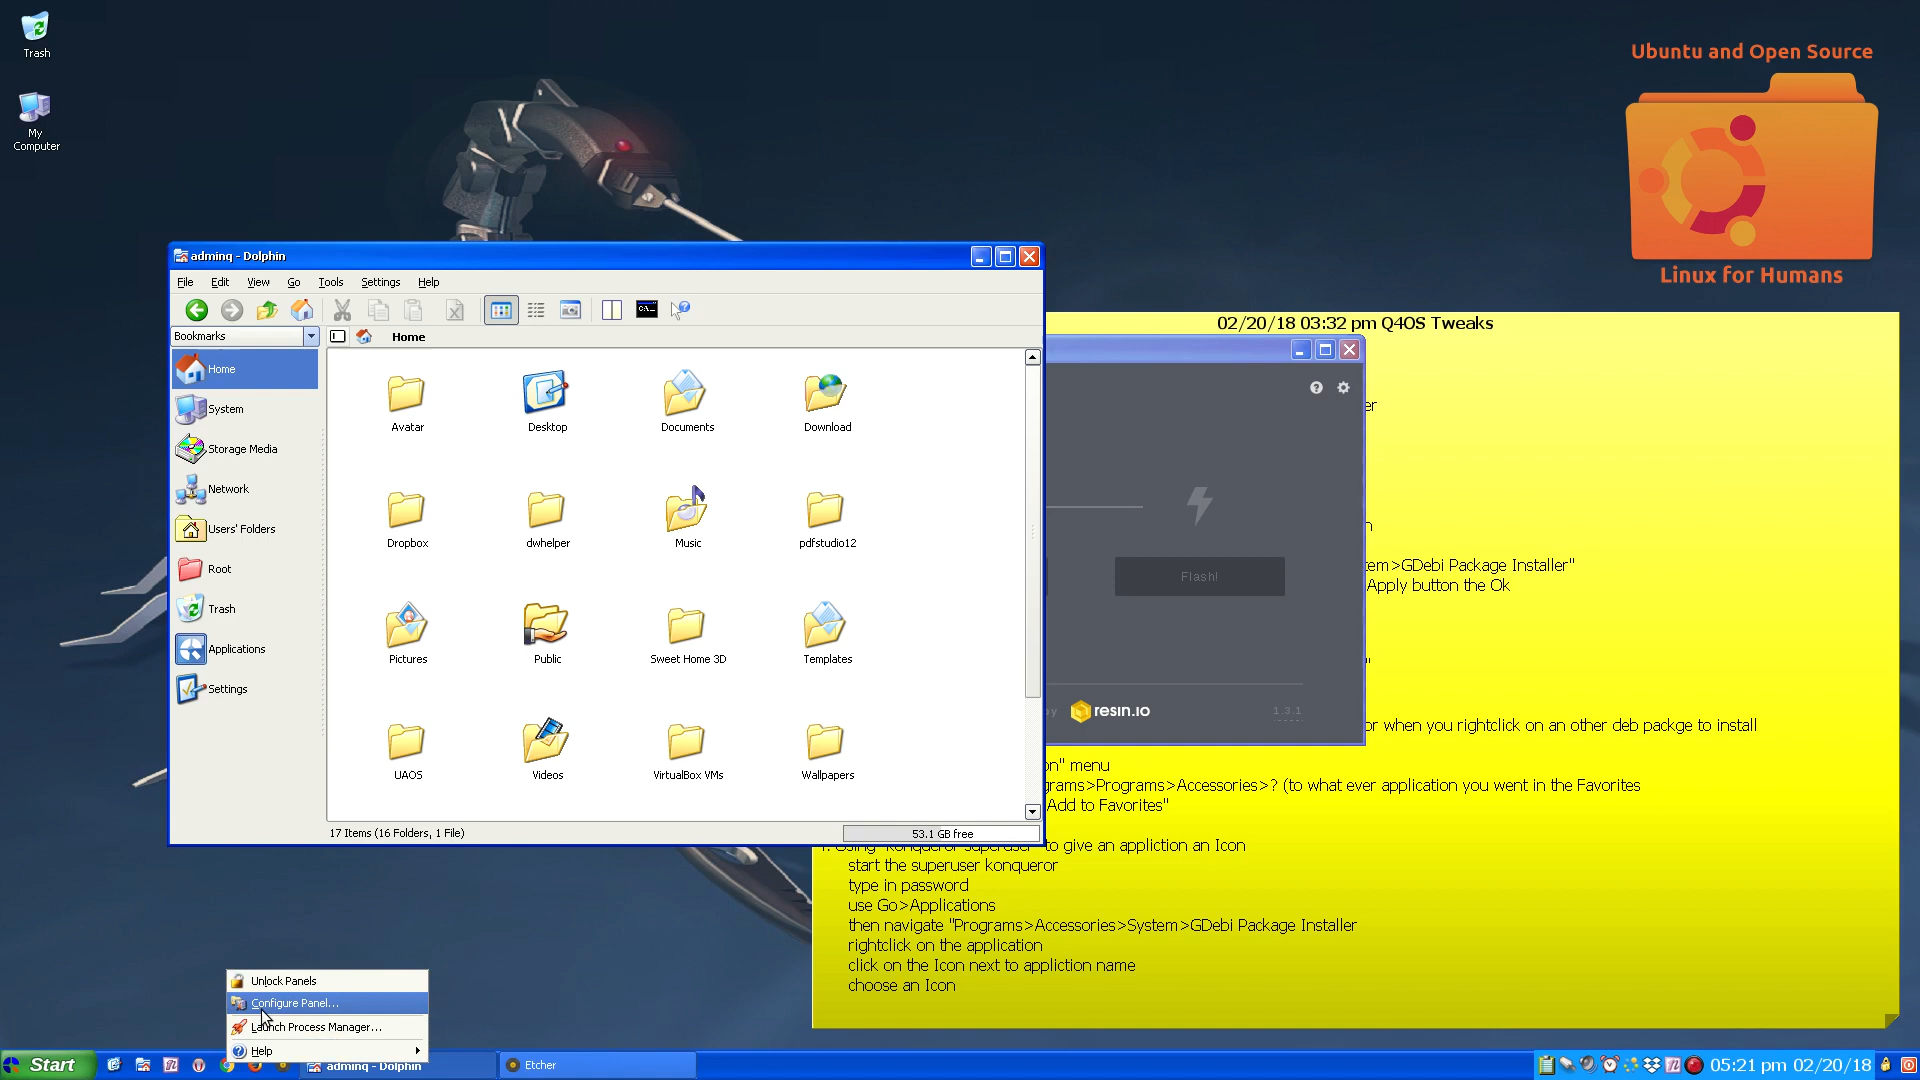 Trash
My
Computer
Ubuntu and Open Source
Linux for Humans
adminq - Dolphin
File Edit View Go Tools Settings Help
Bookmarks
Home
Home
System
Storage Media
Network
Users' Folders
Root
Trash
Applications
Settings
Avatar Desktop Documents Download
Dropbox dwhelper Music pdfstudio12
Pictures Public Sweet Home 3D Templates
UAOS Videos VirtualBox VMs Wallpapers
17 Items (16 Folders, 1 File)
53.1 GB free
02/20/18 03:32 pm Q4OS Tweaks
Flash!
resin.io
1.3.1
>GDebi Package Installer"
Apply button the Ok
when you rightclick on an other deb packge to install
menu
>Programs>Accessories>? (to what ever application you went in the Favorites
Add to Favorites"
to give an appliction an Icon
start the superuser konqueror
type in password
use Go>Applications
then navigate "Programs>Accessories>System>GDebi Package Installer
rightclick on the application
click on the Icon next to appliction name
choose an Icon
Unlock Panels
Configure Panel...
Launch Process Manager...
Help
Start
adminq - Dolphin
Etcher
05:21 pm 02/20/18